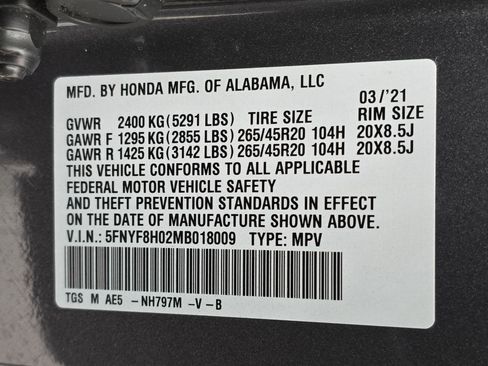 MFD. BY HONDA MFG. OF ALABAMA, LLC
03/'21
GVWR 2400 KG(5291 LBS) TIRE SIZE RIM SIZE
GAWR F 1295 KG(2855 LBS)265/45R20 104H 20X8.5J
GAWR R 1425 KG(3142 LBS)265/45R20 104H 20X8.5J
THIS VEHICLE CONFORMS TO ALL APPLICABLE
FEDERAL MOTOR VEHICLE SAFETY
AND THEFT PREVENTION STANDARDS IN EFFECT
ON THE DATE OF MANUFACTURE SHOWN ABOVE.
V.I.N.: 5FNYF8H02MB018009 TYPE: MPV
TGS M AE5 -NH797M -V -B